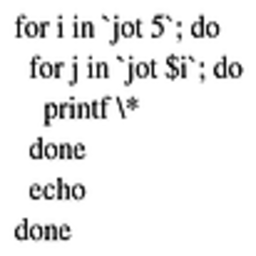 for i in `jot 5`; do
  for j in `jot $i`; do
    printf \*
  done
  echo
done